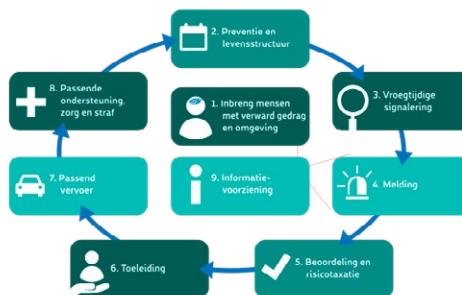 2. Preventie en
levensstructuur
8. Passende
ondersteuning,
zorg en straf
1. Inbreng mensen
met verward gedrag
en omgeving
3. Vroegtijdige
signalering
7. Passend
vervoer
9. Informatie-
voorziening
4. Melding
6. Toeleiding
5. Beoordeling en
risicotaxatie